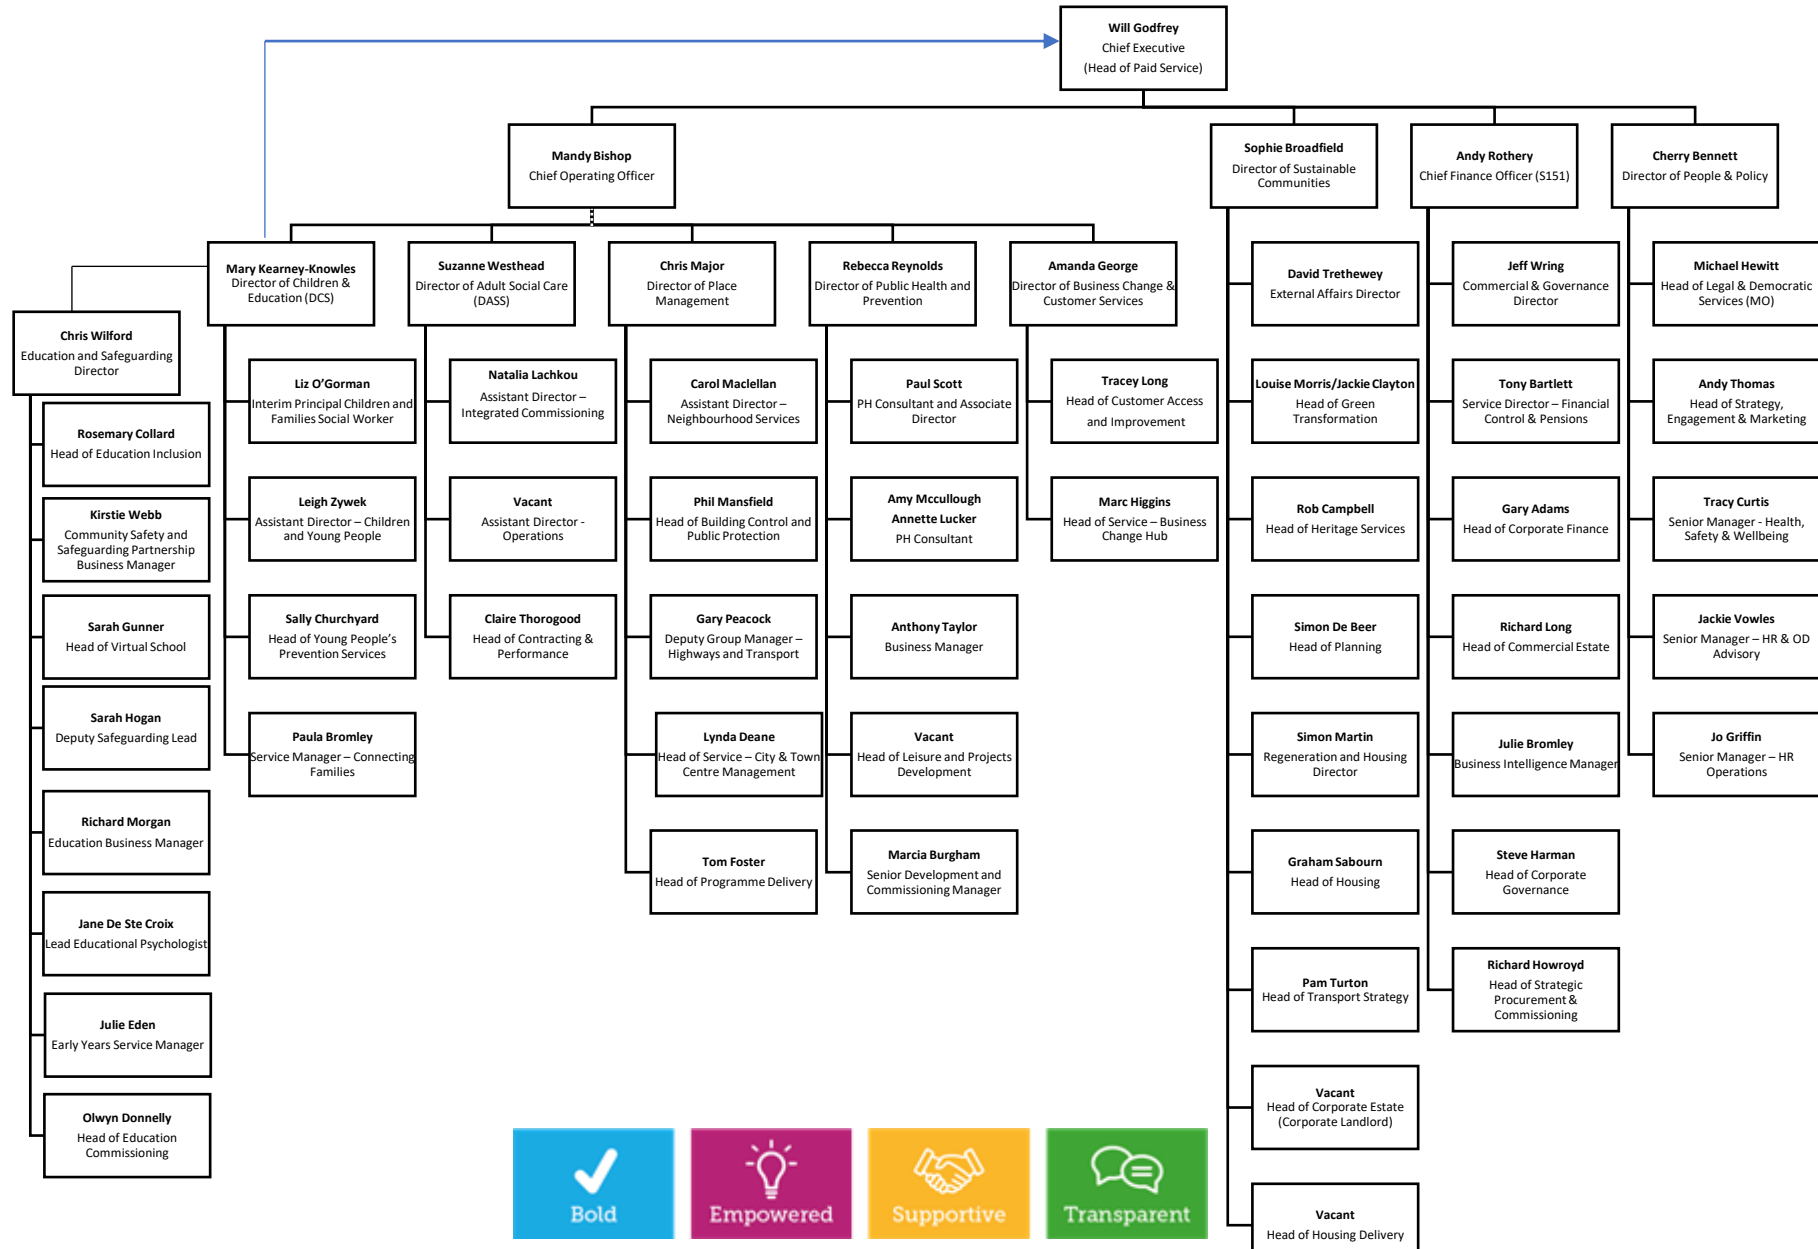 Will Godfrey
Chief Executive
(Head of Paid Service)
Mandy Bishop
Chief Operating Officer
Sophie Broadfield
Director of Sustainable
Communities
Andy Rothery
Chief Finance Officer (S151)
Cherry Bennett
Director of People & Policy
Mary Kearney-Knowles
Director of Children &
Education (DCS)
Suzanne Westhead
Director of Adult Social Care
(DASS)
Chris Major
Director of Place
Management
Rebecca Reynolds
Director of Public Health and
Prevention
Amanda George
Director of Business Change &
Customer Services
Chris Wilford
Education and Safeguarding
Director
Rosemary Collard
Head of Education Inclusion
Kirstie Webb
Community Safety and
Safeguarding Partnership
Business Manager
Sarah Gunner
Head of Virtual School
Sarah Hogan
Deputy Safeguarding Lead
Richard Morgan
Education Business Manager
Jane De Ste Croix
Lead Educational Psychologist
Julie Eden
Early Years Service Manager
Olwyn Donnelly
Head of Education
Commissioning
Liz O’Gorman
Interim Principal Children and
Families Social Worker
Leigh Zywek
Assistant Director – Children
and Young People
Sally Churchyard
Head of Young People’s
Prevention Services
Paula Bromley
Service Manager – Connecting
Families
Natalia Lachkou
Assistant Director –
Integrated Commissioning
Vacant
Assistant Director -
Operations
Claire Thorogood
Head of Contracting &
Performance
Carol Maclellan
Assistant Director –
Neighbourhood Services
Phil Mansfield
Head of Building Control and
Public Protection
Gary Peacock
Deputy Group Manager –
Highways and Transport
Lynda Deane
Head of Service – City & Town
Centre Management
Tom Foster
Head of Programme Delivery
Paul Scott
PH Consultant and Associate
Director
Amy Mccullough
Annette Lucker
PH Consultant
Anthony Taylor
Business Manager
Vacant
Head of Leisure and Projects
Development
Marcia Burgham
Senior Development and
Commissioning Manager
Tracey Long
Head of Customer Access
and Improvement
Marc Higgins
Head of Service – Business
Change Hub
David Trethewey
External Affairs Director
Louise Morris/Jackie Clayton
Head of Green
Transformation
Rob Campbell
Head of Heritage Services
Simon De Beer
Head of Planning
Simon Martin
Regeneration and Housing
Director
Graham Sabourn
Head of Housing
Pam Turton
Head of Transport Strategy
Vacant
Head of Corporate Estate
(Corporate Landlord)
Vacant
Head of Housing Delivery
Jeff Wring
Commercial & Governance
Director
Tony Bartlett
Service Director – Financial
Control & Pensions
Gary Adams
Head of Corporate Finance
Richard Long
Head of Commercial Estate
Julie Bromley
Business Intelligence Manager
Steve Harman
Head of Corporate
Governance
Richard Howroyd
Head of Strategic
Procurement &
Commissioning
Michael Hewitt
Head of Legal & Democratic
Services (MO)
Andy Thomas
Head of Strategy,
Engagement & Marketing
Tracy Curtis
Senior Manager - Health,
Safety & Wellbeing
Jackie Vowles
Senior Manager – HR & OD
Advisory
Jo Griffin
Senior Manager – HR
Operations
Bold
Empowered
Supportive
Transparent